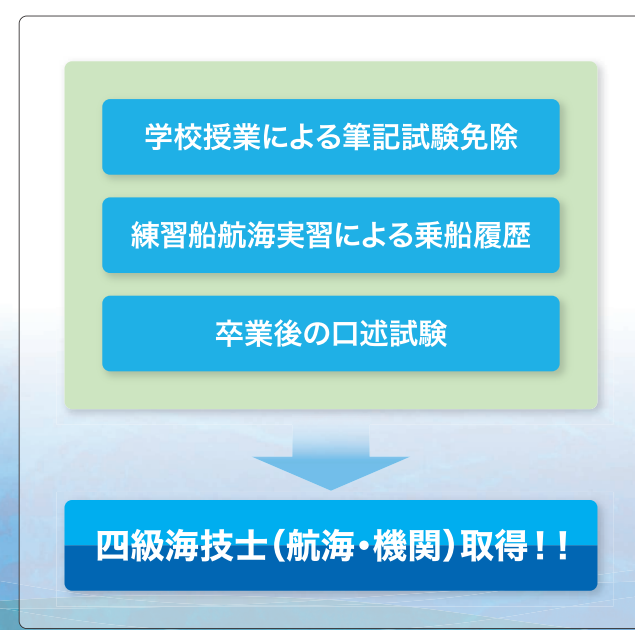 学校授業による筆記試験免除
練習船航海実習による乗船履歴
卒業後の口述試験
四級海技士(航海・機関)取得!!